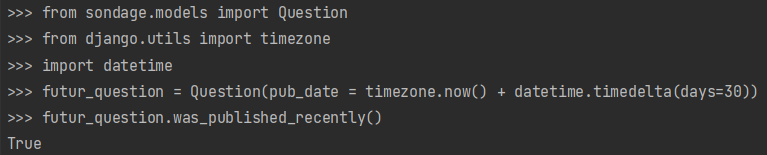 >>> from sondage.models import Question
>>> from django.utils import timezone
>>> import datetime
>>> futur_question = Question(pub_date = timezone.now() + datetime.timedelta(days=30))
>>> futur_question.was_published_recently()
True